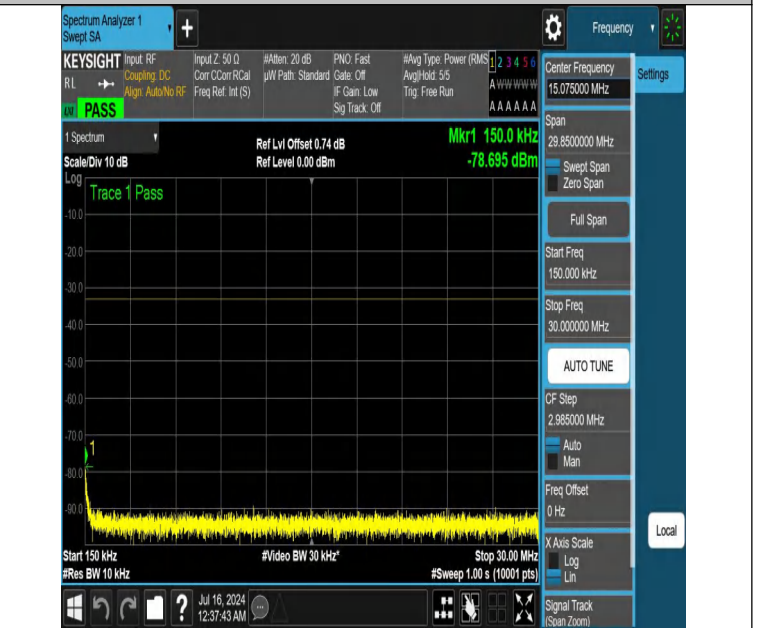 Spectrum Analyzer 1
Swept SA
+
Frequency
KEYSIGHT
RL
PASS
Input: RF
Coupling: DC
Align: Auto/No RF
Input Z: 50 Ω
Corr CCorr RCal
Freq Ref: Int (S)
#Atten: 20 dB
µW Path: Standard
PNO: Fast
Gate: Off
IF Gain: Low
Sig Track: Off
#Avg Type: Power (RMS
Avg|Hold: 5/5
Trig: Free Run
1 2 3 4 5 6
A W W W W W
A A A A A A
1 Spectrum
Scale/Div 10 dB
Ref Lvl Offset 0.74 dB
Ref Level 0.00 dBm
Mkr1 150.0 kHz
-78.695 dBm
Log
Trace 1 Pass
-10.0
-20.0
-30.0
-40.0
-50.0
-60.0
-70.0
-80.0
-90.0
1
Start 150 kHz
#Res BW 10 kHz
#Video BW 30 kHz*
Stop 30.00 MHz
#Sweep 1.00 s (10001 pts)
Jul 16, 2024
12:37:43 AM
Center Frequency
15.075000 MHz
Settings
Span
29.8500000 MHz
Swept Span
Zero Span
Full Span
Start Freq
150.000 kHz
Stop Freq
30.000000 MHz
AUTO TUNE
CF Step
2.985000 MHz
Auto
Man
Freq Offset
0 Hz
X Axis Scale
Log
Lin
Local
Signal Track
(Span Zoom)